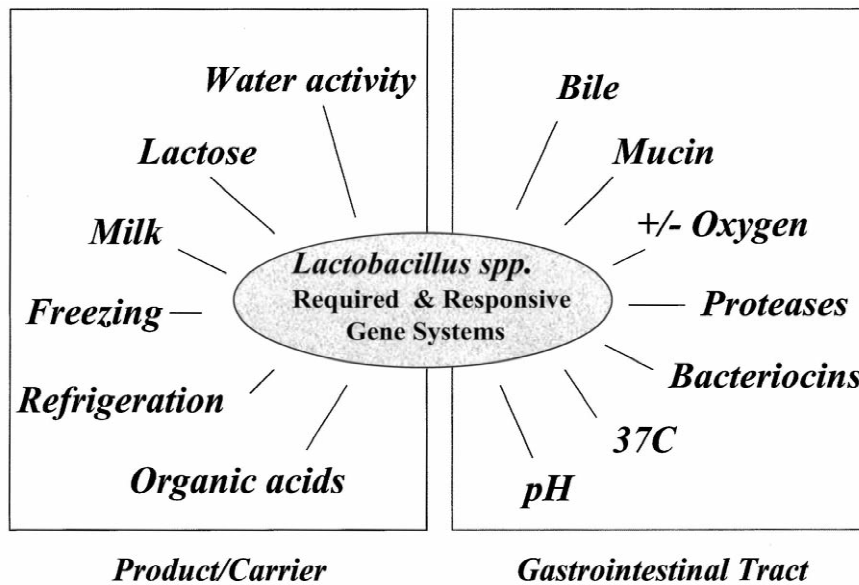 Water activity
Lactose
Milk
Freezing
Refrigeration
Organic acids
Bile
Mucin
+/- Oxygen
Proteases
Bacteriocins
37C
pH
Lactobacillus spp.
Required & Responsive
Gene Systems
Product/Carrier
Gastrointestinal Tract